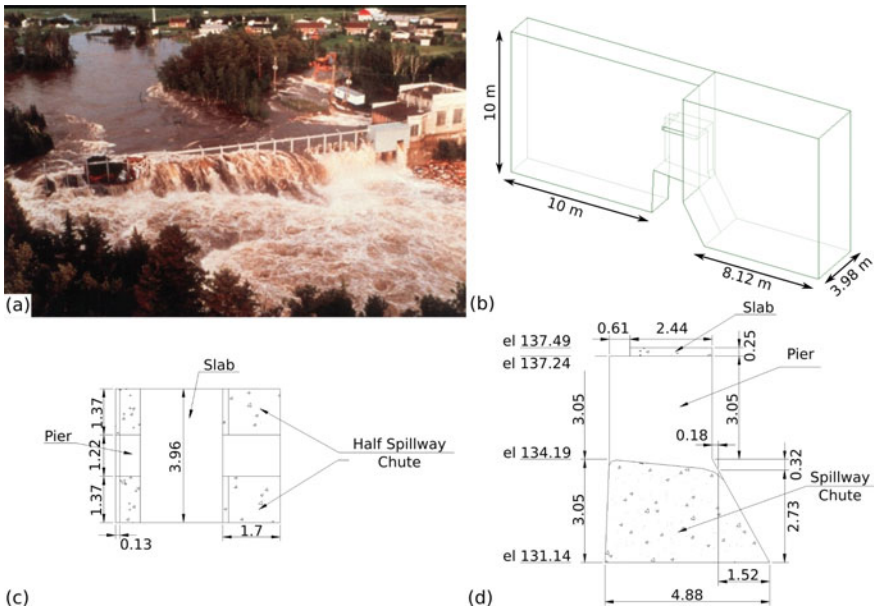 (a)
10 m
10 m
8.12 m
3.98 m
(b)
Slab
1.37
Pier
1.22
3.96
Half Spillway
Chute
1.37
0.13
1.7
(c)
0.61
2.44
Slab
el 137.49
el 137.24
0.25
Pier
3.05
3.05
0.18
el 134.19
0.32
Spillway
Chute
3.05
2.73
el 131.14
1.52
4.88
(d)